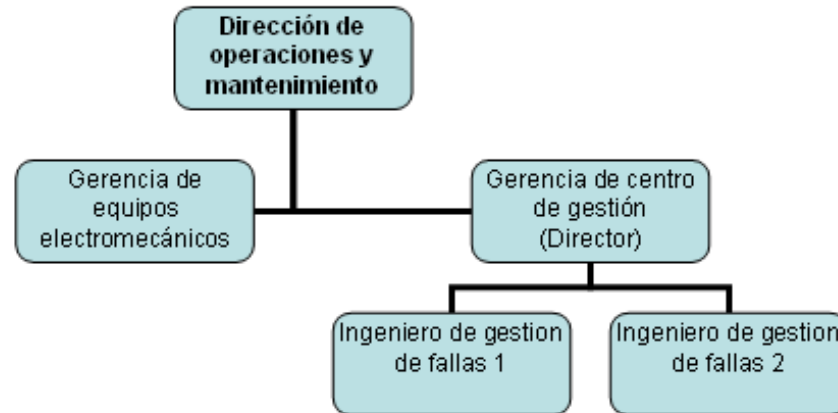 Dirección de
operaciones y
mantenimiento
Gerencia de
equipos
electromecánicos
Gerencia de centro
de gestión
(Director)
Ingeniero de gestion
de fallas 1
Ingeniero de gestion
de fallas 2